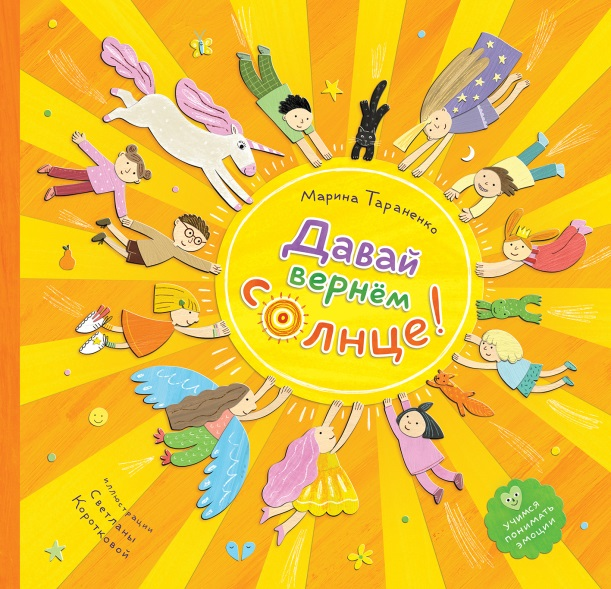 Марина Тараненко
Давай
вернём
солнце!
иллюстрации
Светланы
Коротковой
учимся
понимать
эмоции